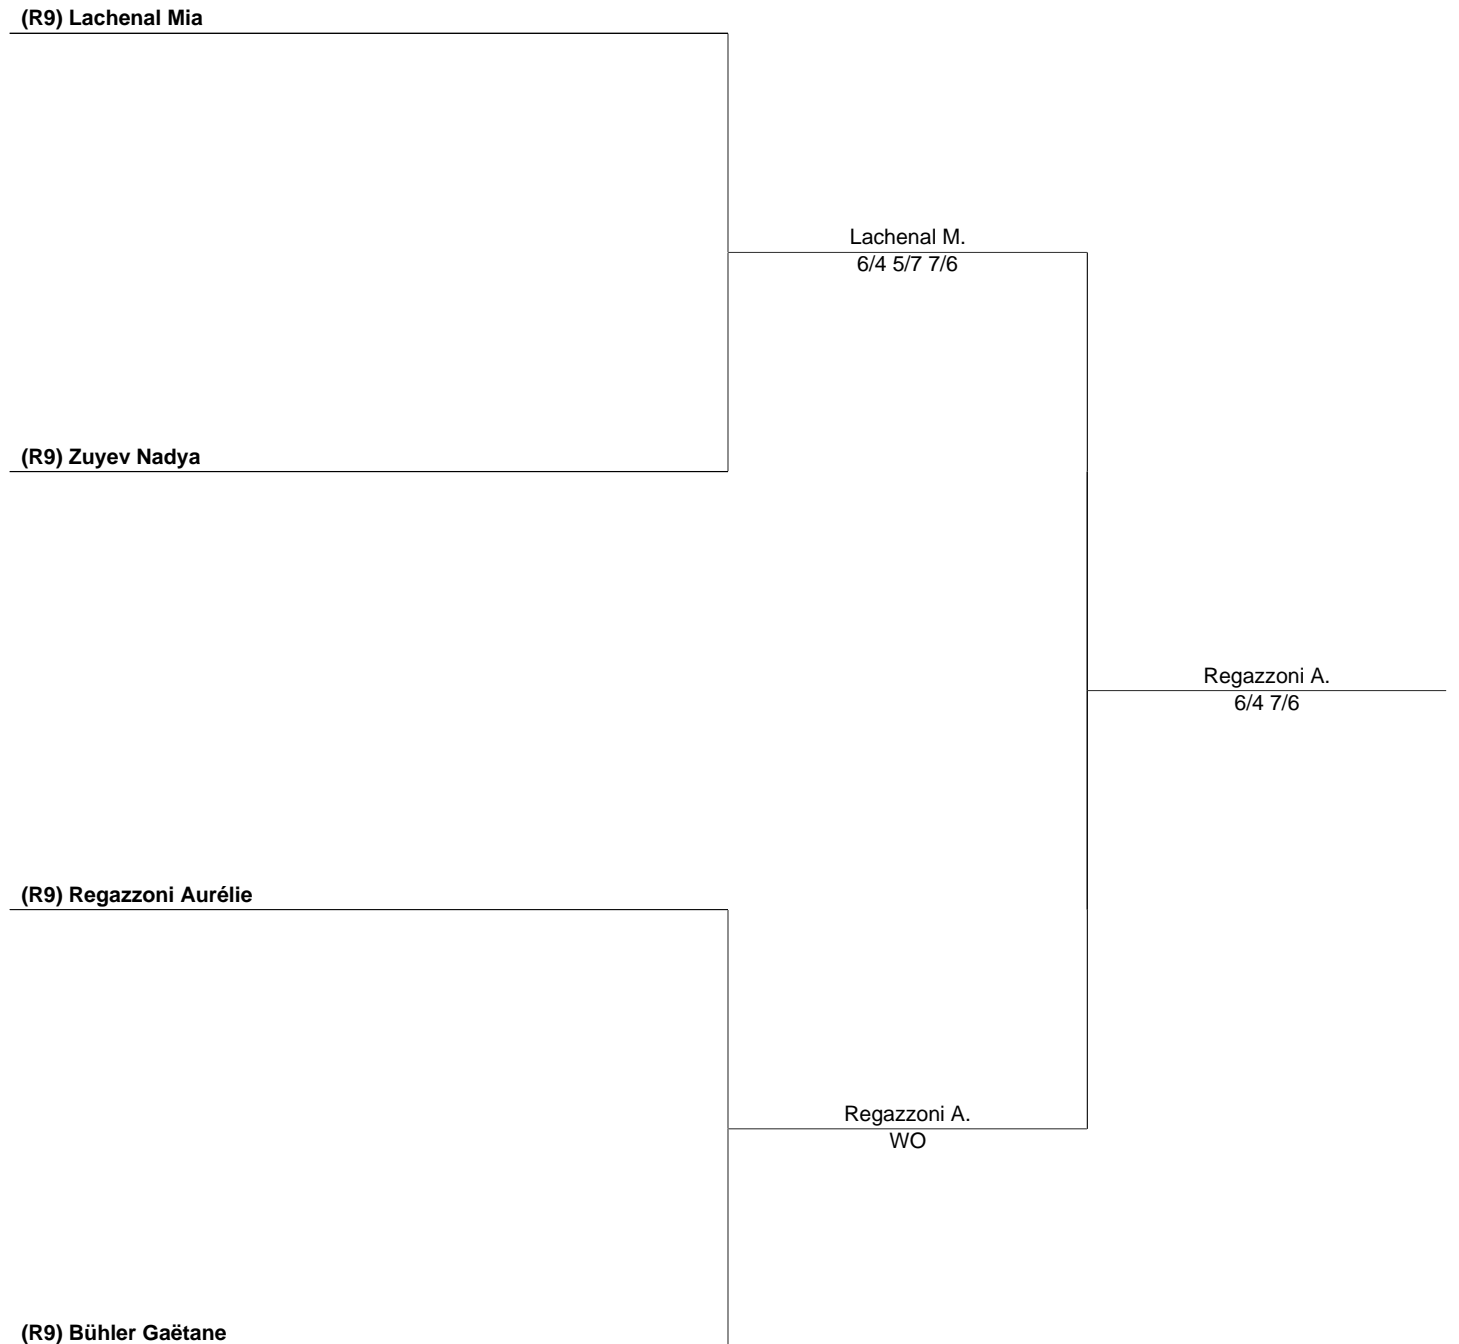 (R9) Lachenal Mia
Lachenal M.
6/4 5/7 7/6
(R9) Zuyev Nadya
Regazzoni A.
6/4 7/6
(R9) Regazzoni Aurélie
Regazzoni A.
WO
(R9) Bühler Gaëtane